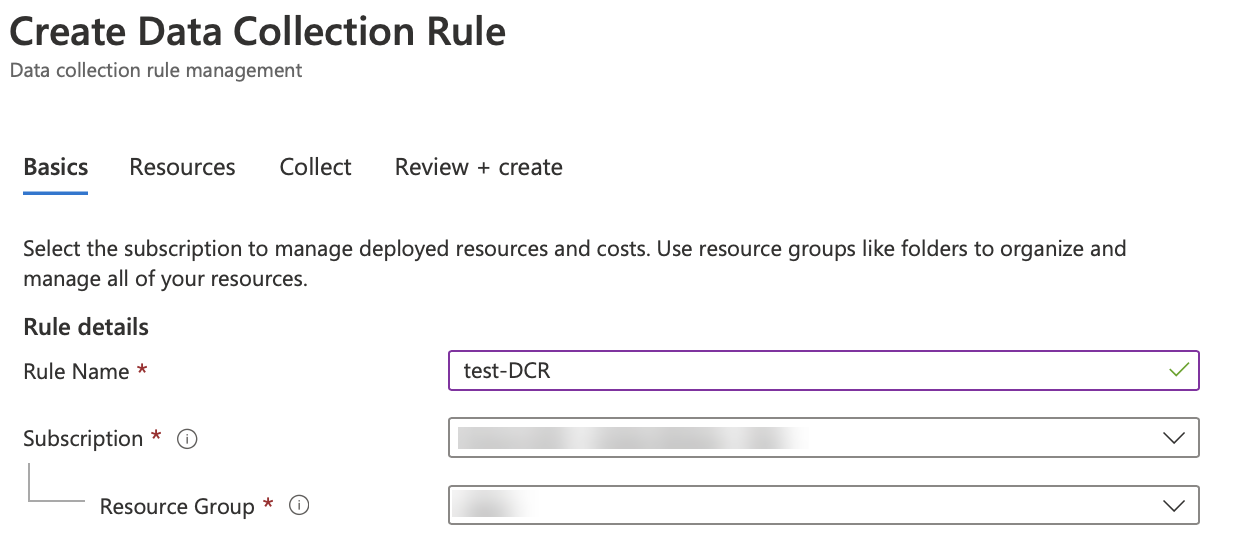 Create Data Collection Rule
Data collection rule management
Basics Resources Collect Review + create
Select the subscription to manage deployed resources and costs. Use resource groups like folders to organize and
manage all of your resources.
Rule details
Rule Name * test-DCR
Subscription *
Resource Group *